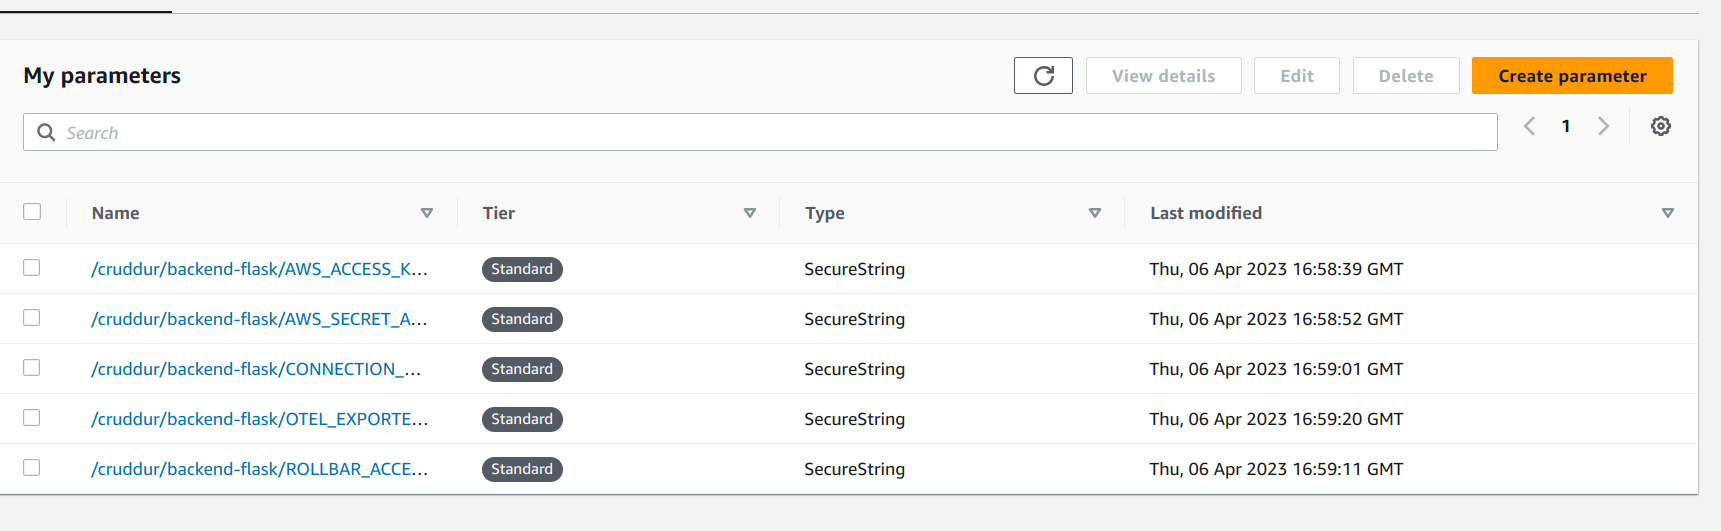 My parameters
View details
Edit
Delete
Create parameter
Search
1
Name Tier Type Last modified
/cruddur/backend-flask/AWS_ACCESS_K... Standard SecureString Thu, 06 Apr 2023 16:58:39 GMT
/cruddur/backend-flask/AWS_SECRET_A... Standard SecureString Thu, 06 Apr 2023 16:58:52 GMT
/cruddur/backend-flask/CONNECTION_... Standard SecureString Thu, 06 Apr 2023 16:59:01 GMT
/cruddur/backend-flask/OTEL_EXPORTE... Standard SecureString Thu, 06 Apr 2023 16:59:20 GMT
/cruddur/backend-flask/ROLLBAR_ACCE... Standard SecureString Thu, 06 Apr 2023 16:59:11 GMT